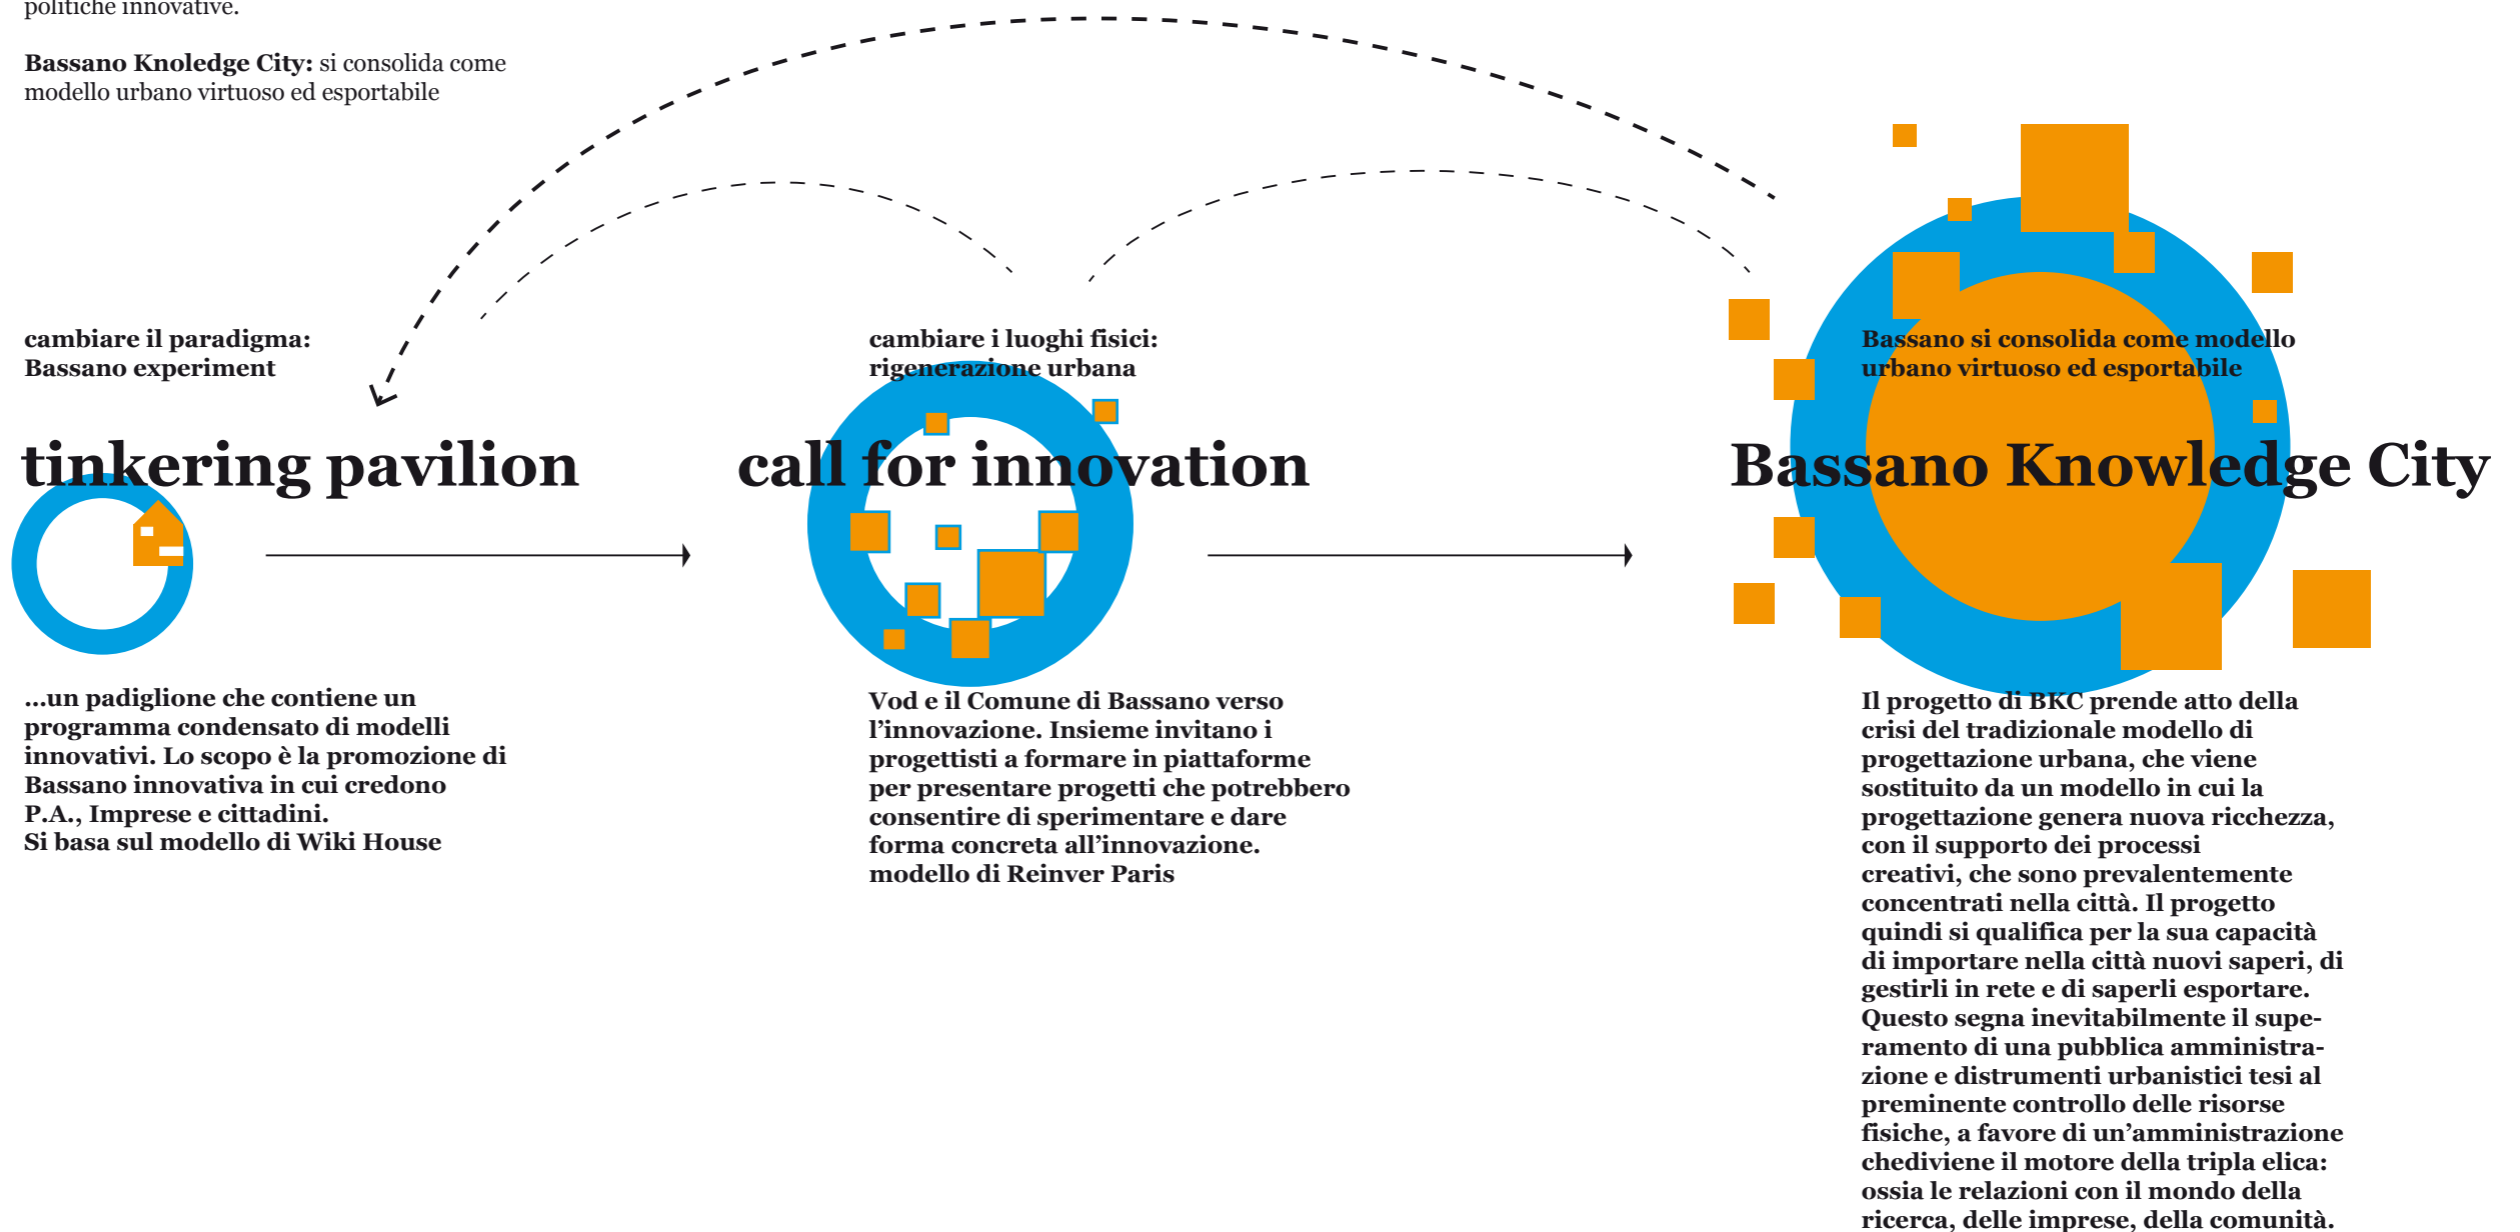 politiche innovative.
Bassano Knoledge City: si consolida come
modello urbano virtuoso ed esportabile
cambiare il paradigma:
Bassano experiment
tinkering pavilion
...un padiglione che contiene un
programma condensato di modelli
innovativi. Lo scopo è la promozione di
Bassano innovativa in cui credono
P.A., Imprese e cittadini.
Si basa sul modello di Wiki House
cambiare i luoghi fisici:
rigenerazione urbana
call for innovation
Vod e il Comune di Bassano verso
l’innovazione. Insieme invitano i
progettisti a formare in piattaforme
per presentare progetti che potrebbero
consentire di sperimentare e dare
forma concreta all’innovazione.
modello di Reinver Paris
Bassano si consolida come modello
urbano virtuoso ed esportabile
Bassano Knowledge City
Il progetto di BKC prende atto della
crisi del tradizionale modello di
progettazione urbana, che viene
sostituito da un modello in cui la
progettazione genera nuova ricchezza,
con il supporto dei processi
creativi, che sono prevalentemente
concentrati nella città. Il progetto
quindi si qualifica per la sua capacità
di importare nella città nuovi saperi, di
gestirli in rete e di saperli esportare.
Questo segna inevitabilmente il supe-
ramento di una pubblica amministra-
zione e distrumenti urbanistici tesi al
preminente controllo delle risorse
fisiche, a favore di un’amministrazione
chediviene il motore della tripla elica:
ossia le relazioni con il mondo della
ricerca, delle imprese, della comunità.